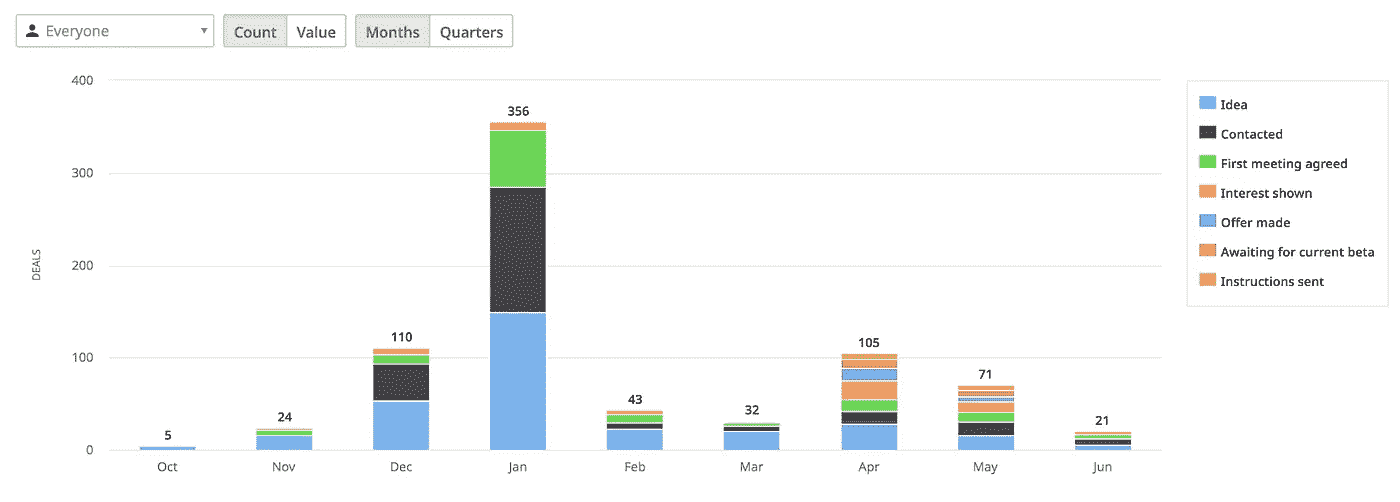 Everyone Count Value Months Quarters
400
300
200
100
0
DEALS
5
24
110
356
43
32
105
71
21
Oct Nov Dec Jan Feb Mar Apr May Jun
Idea
Contacted
First meeting agreed
Interest shown
Offer made
Awaiting for current beta
Instructions sent